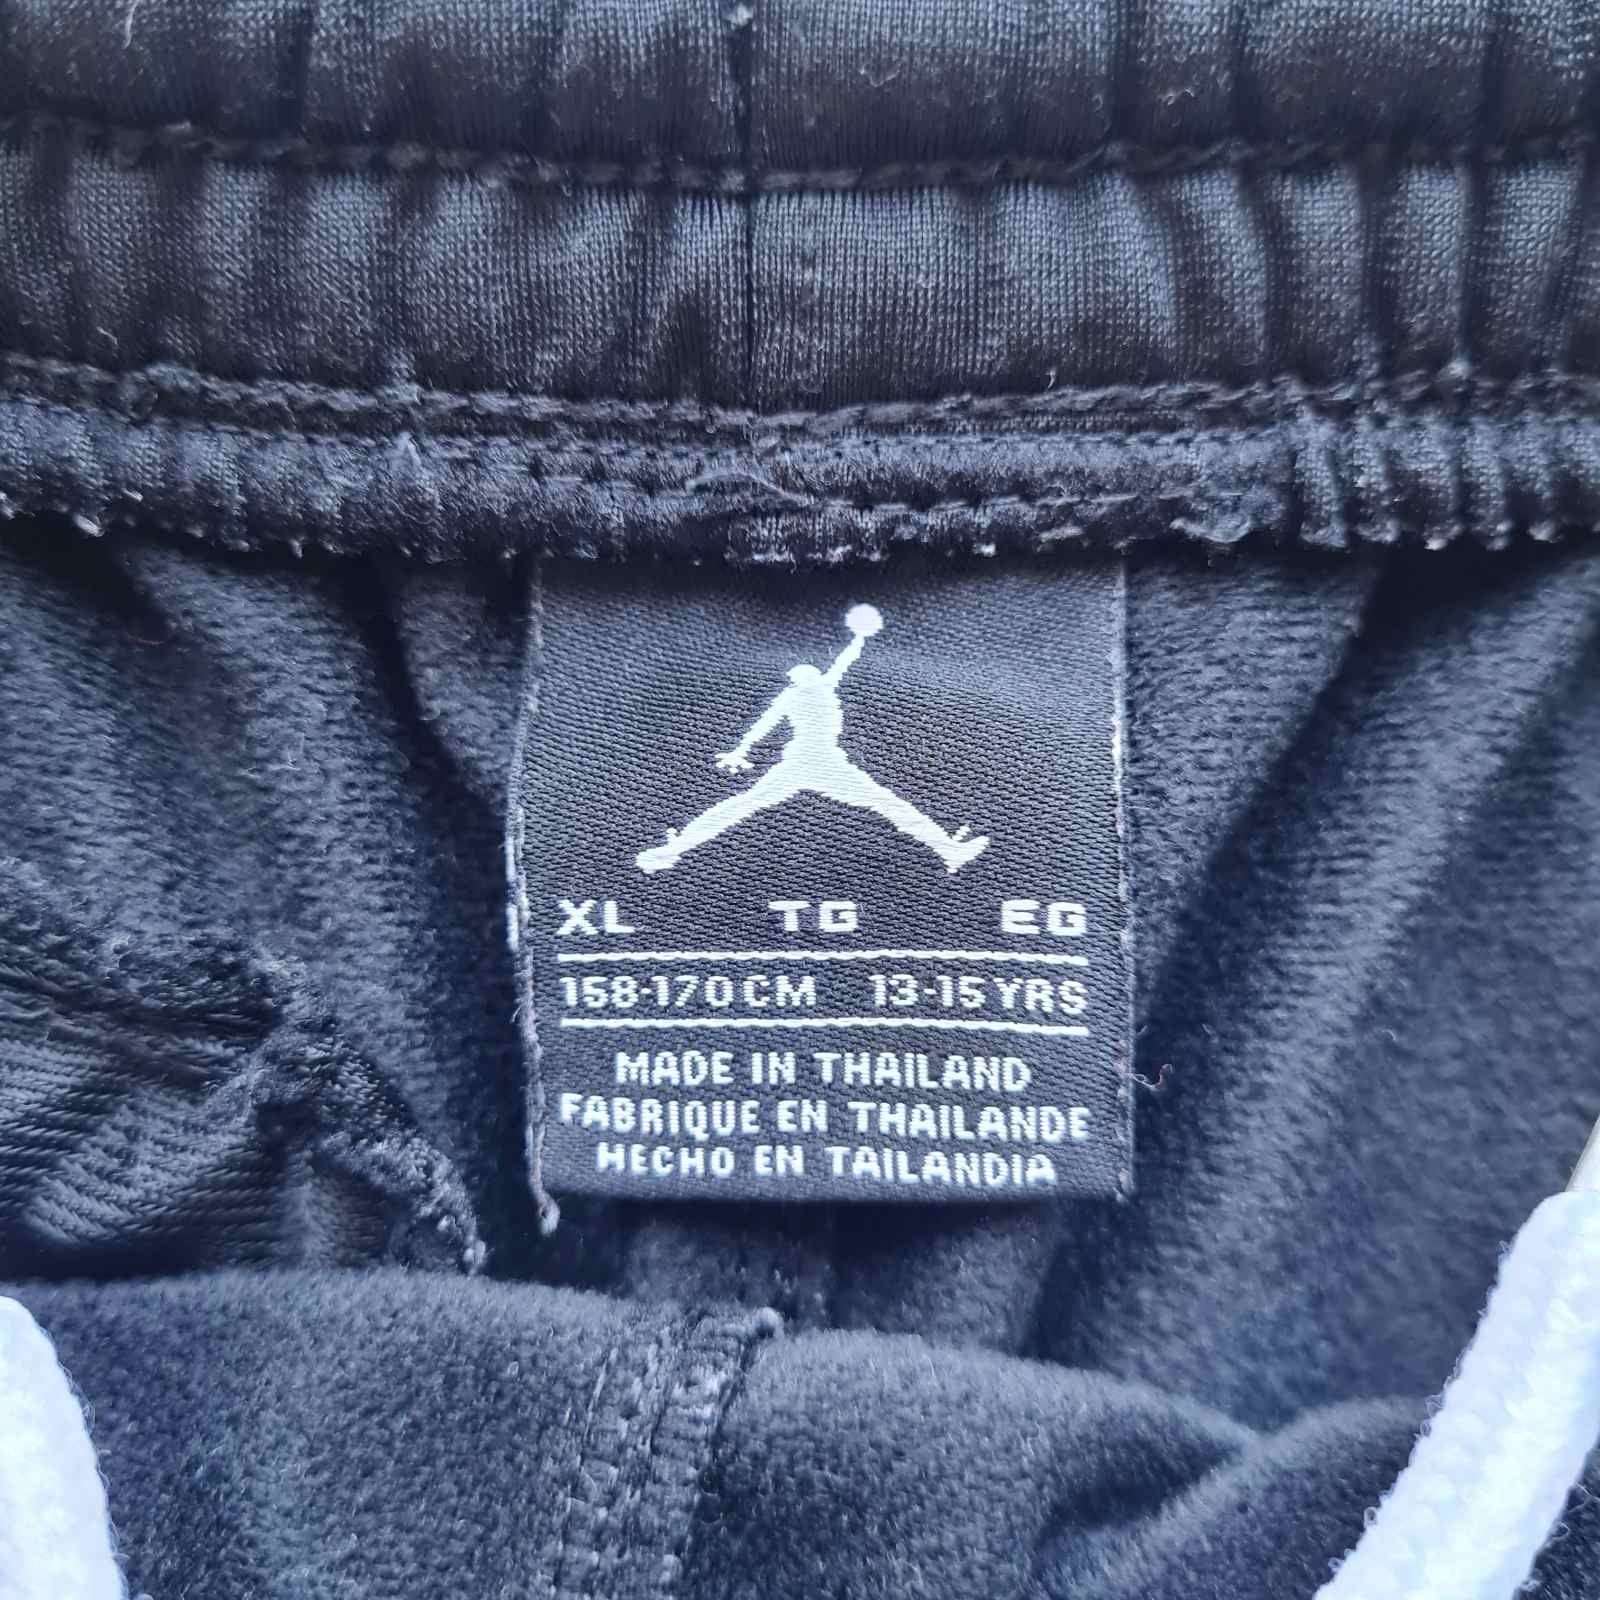 XL TG EG
158-170 CM 13-15 YRS
MADE IN THAILAND
FABRIQUE EN THAILANDE
HECHO EN TAILANDIA